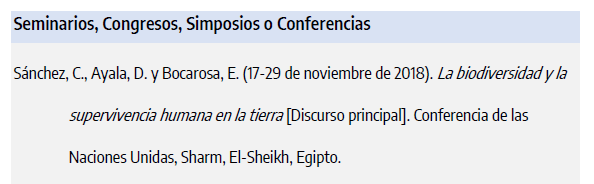 Seminarios, Congresos, Simposios o Conferencias
Sánchez, C., Ayala, D. y Bocarosa, E. (17-29 de noviembre de 2018). La biodiversidad y la
supervivencia humana en la tierra [Discurso principal]. Conferencia de las
Naciones Unidas, Sharm, El-Sheikh, Egipto.